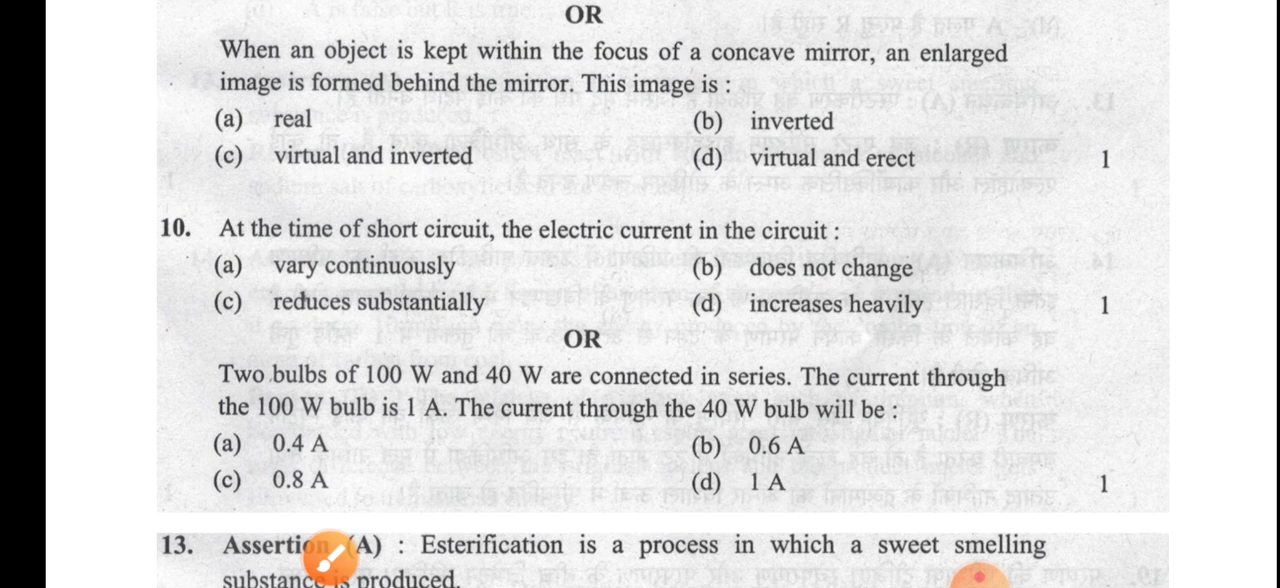 OR
When an object is kept within the focus of a concave mirror, an enlarged
image is formed behind the mirror. This image is :
(a) real (b) inverted
(c) virtual and inverted (d) virtual and erect 1
10. At the time of short circuit, the electric current in the circuit :
(a) vary continuously (b) does not change
(c) reduces substantially (d) increases heavily 1
OR
Two bulbs of 100 W and 40 W are connected in series. The current through
the 100 W bulb is 1 A. The current through the 40 W bulb will be :
(a) 0.4 A (b) 0.6 A
(c) 0.8 A (d) 1 A 1
13. Assertion (A) : Esterification is a process in which a sweet smelling
substance is produced.